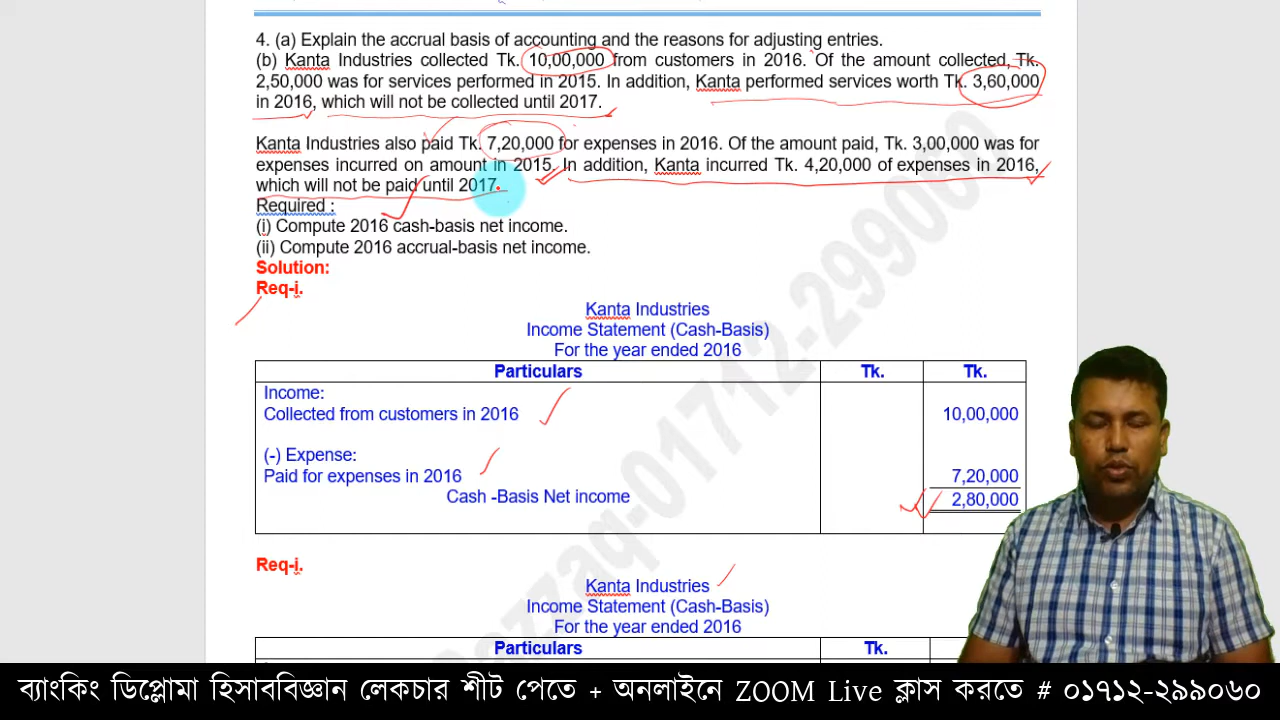 4. (a) Explain the accrual basis of accounting and the reasons for adjusting entries.
(b) Kanta Industries collected Tk. 10,00,000 from customers in 2016. Of the amount collected, Tk.
2,50,000 was for services performed in 2015. In addition, Kanta performed services worth Tk. 3,60,000
in 2016, which will not be collected until 2017.
Kanta Industries also paid Tk. 7,20,000 for expenses in 2016. Of the amount paid, Tk. 3,00,000 was for
expenses incurred on amount in 2015. In addition, Kanta incurred Tk. 4,20,000 of expenses in 2016,
which will not be paid until 2017.
Required :
(i) Compute 2016 cash-basis net income.
(ii) Compute 2016 accrual-basis net income.
Solution:
Req-i.
Kanta Industries
Income Statement (Cash-Basis)
For the year ended 2016
Particulars Tk. Tk.
Income:
Collected from customers in 2016 10,00,000
(-) Expense:
Paid for expenses in 2016 7,20,000
Cash -Basis Net income 2,80,000
Req-i.
Kanta Industries
Income Statement (Cash-Basis)
For the year ended 2016
Particulars Tk.
ব্যাংকিং ডিপ্লোমা হিসাববিজ্ঞান লেকচার শীট পেতে + অনলাইনে ZOOM Live ক্লাস করতে # ০১৭১২-২৯৯০৬০